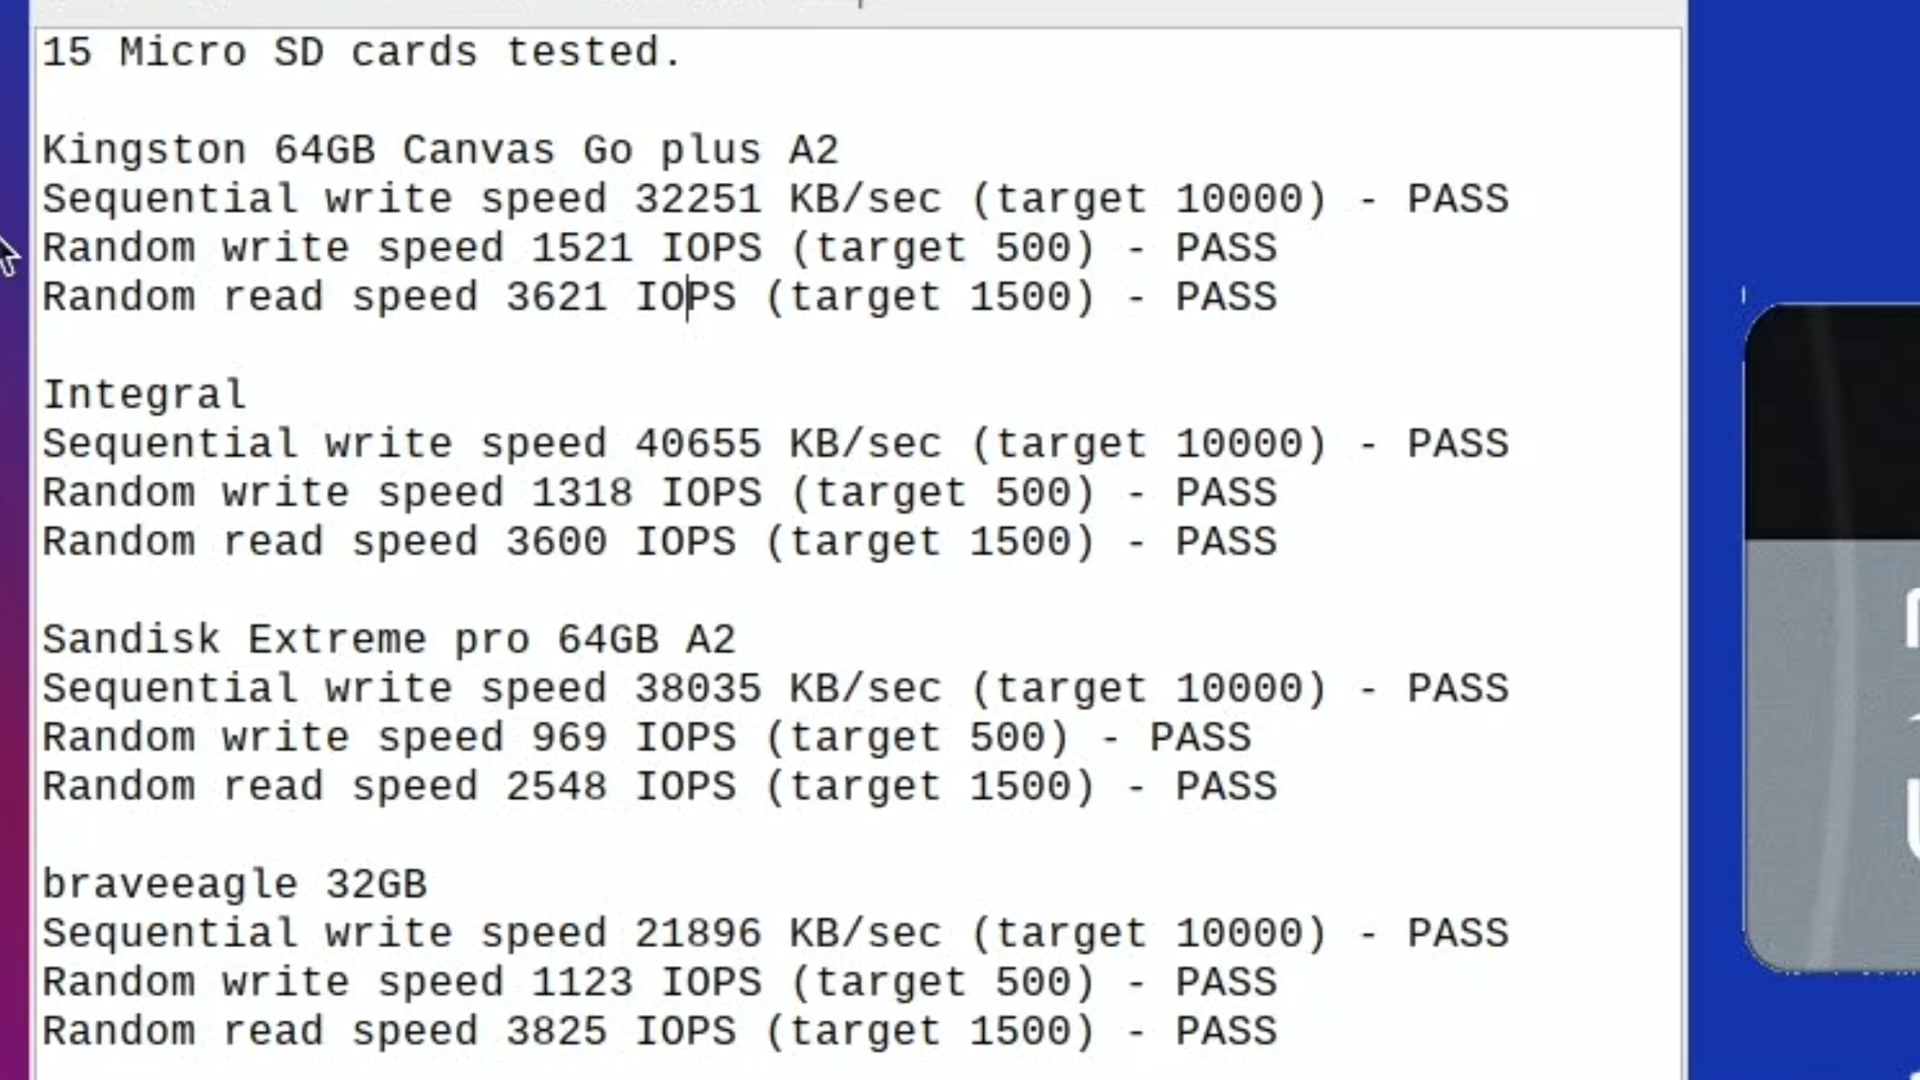 15 Micro SD cards tested.
Kingston 64GB Canvas Go plus A2
Sequential write speed 32251 KB/sec (target 10000) - PASS
Random write speed 1521 IOPS (target 500) - PASS
Random read speed 3621 IOPS (target 1500) - PASS
Integral
Sequential write speed 40655 KB/sec (target 10000) - PASS
Random write speed 1318 IOPS (target 500) - PASS
Random read speed 3600 IOPS (target 1500) - PASS
Sandisk Extreme pro 64GB A2
Sequential write speed 38035 KB/sec (target 10000) - PASS
Random write speed 969 IOPS (target 500) - PASS
Random read speed 2548 IOPS (target 1500) - PASS
braveeagle 32GB
Sequential write speed 21896 KB/sec (target 10000) - PASS
Random write speed 1123 IOPS (target 500) - PASS
Random read speed 3825 IOPS (target 1500) - PASS